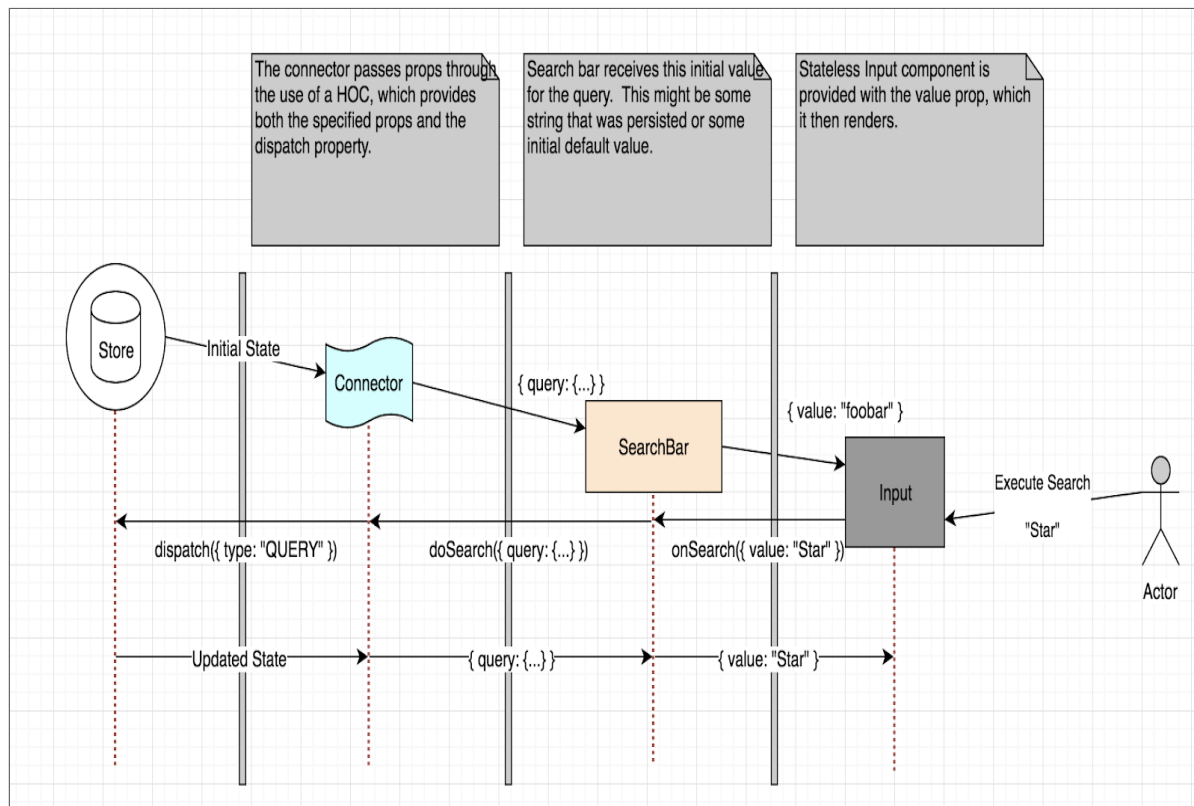 The connector passes props through
the use of a HOC, which provides
both the specified props and the
dispatch property.
Search bar receives this initial value
for the query.  This might be some
string that was persisted or some
initial default value.
Stateless Input component is
provided with the value prop, which
it then renders.
Store
Initial State
Connector
{ query: {...} }
SearchBar
{ value: "foobar" }
Input
Execute Search
"Star"
Actor
dispatch({ type: "QUERY" })
doSearch({ query: {...} })
onSearch({ value: "Star" })
Updated State
{ query: {...} }
{ value: "Star" }